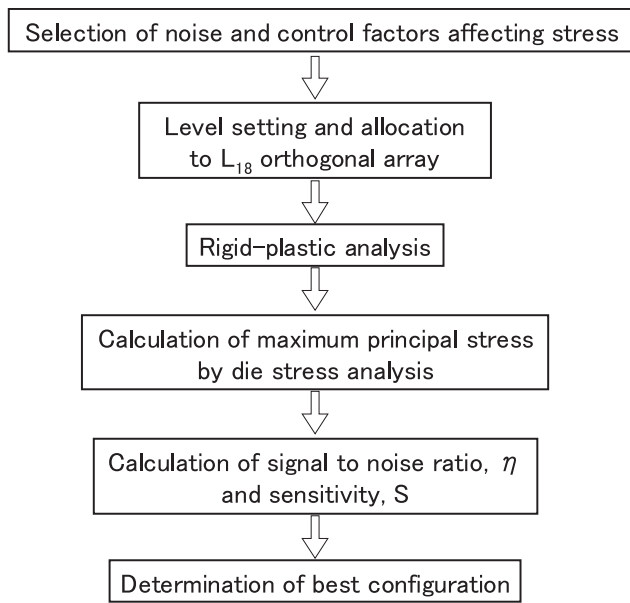 Selection of noise and control factors affecting stress
Level setting and allocation
to L₁₈ orthogonal array
Rigid-plastic analysis
Calculation of maximum principal stress
by die stress analysis
Calculation of signal to noise ratio, η
and sensitivity, S
Determination of best configuration